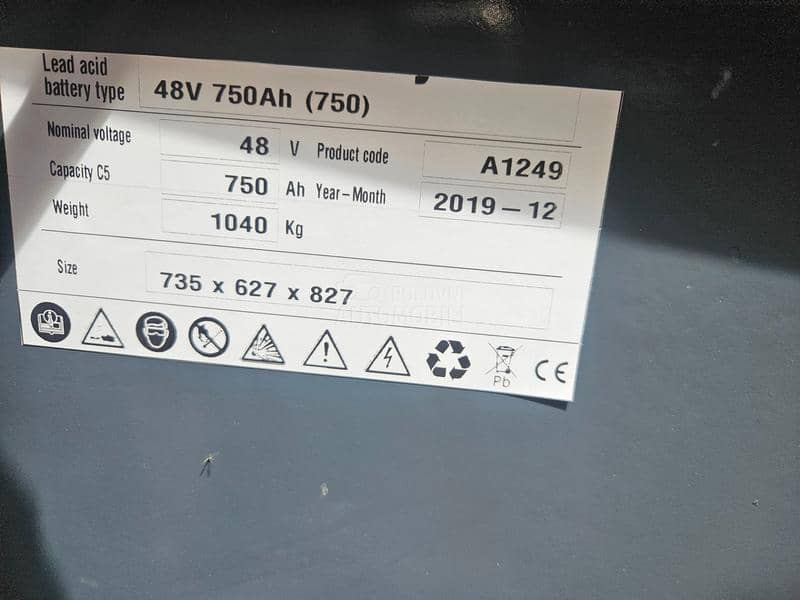 Lead acid
battery type 48V 750Ah (750)
Nominal voltage 48 V Product code A1249
Capacity C5 750 Ah Year-Month 2019-12
Weight 1040 Kg
Size 735 x 627 x 827
Pb CE